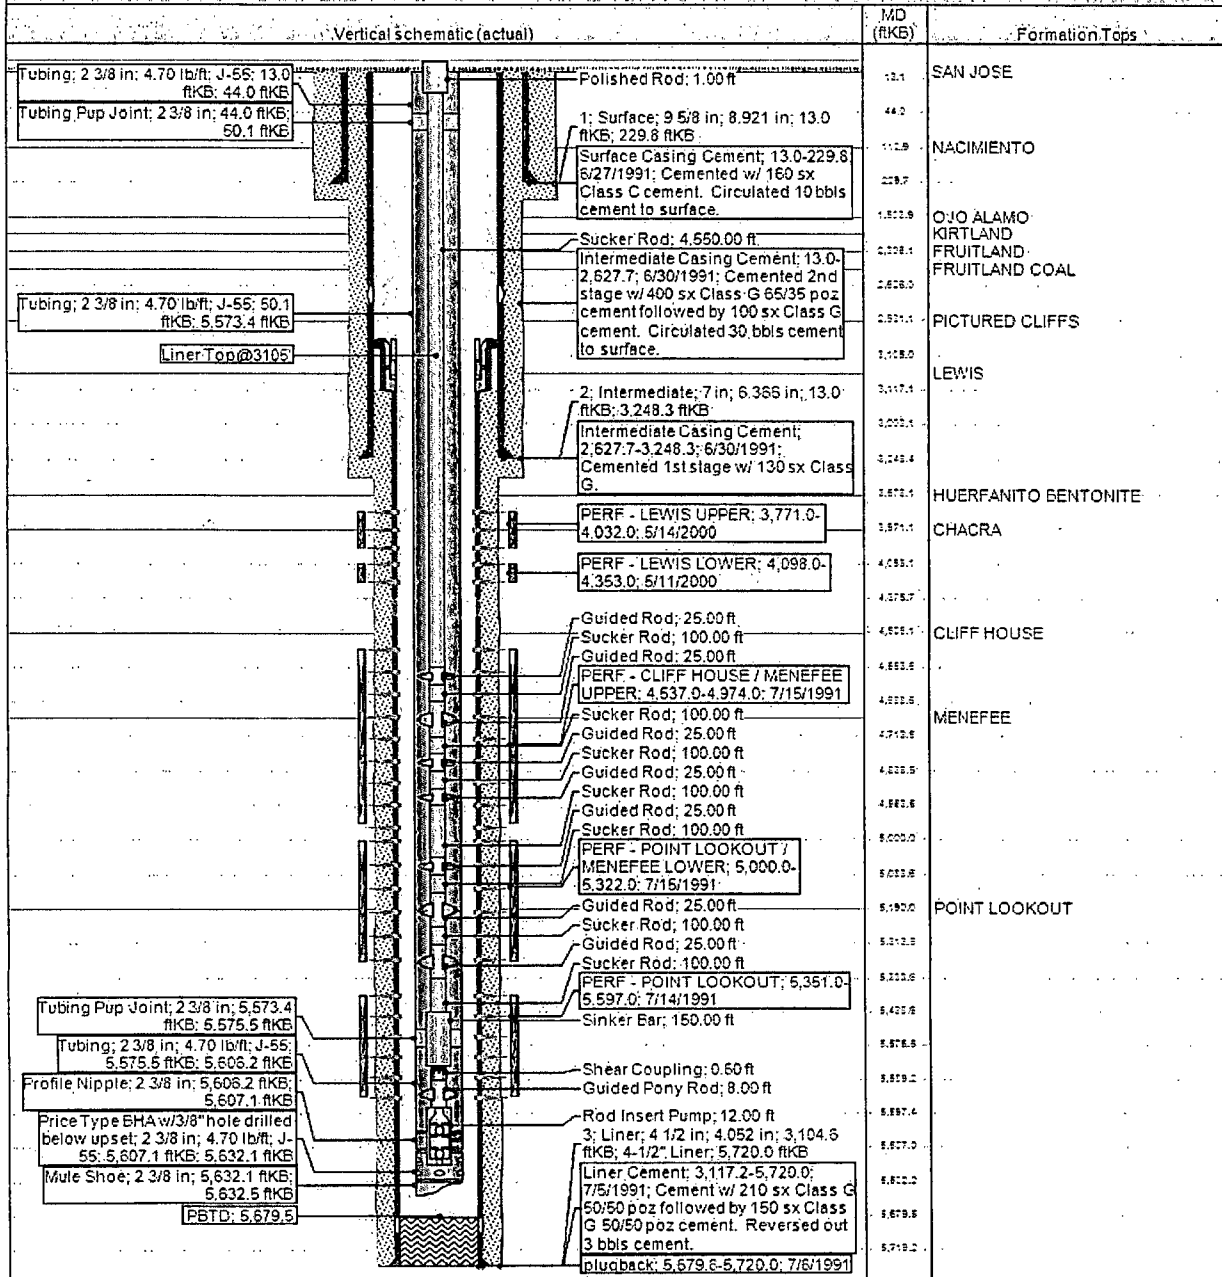 Vertical schematic (actual)
MD
(ftKB)
Formation Tops
Tubing; 2 3/8 in; 4.70 lb/ft; J-55; 13.0
ftKB; 44.0 ftKB
Tubing Pup Joint; 2 3/8 in; 44.0 ftKB;
50.1 ftKB
Tubing; 2 3/8 in; 4.70 lb/ft; J-55; 50.1
ftKB; 5,573.4 ftKB
Liner Top@3105'
Tubing Pup Joint; 2 3/8 in; 5,573.4
ftKB; 5,575.5 ftKB
Tubing; 2 3/8 in; 4.70 lb/ft; J-55;
5,575.5 ftKB; 5,606.2 ftKB
Profile Nipple; 2 3/8 in; 5,606.2 ftKB;
5,607.1 ftKB
Price Type BHA w/3/8" hole drilled
below upset; 2 3/8 in; 4.70 lb/ft; J-
55; 5,607.1 ftKB; 5,632.1 ftKB
Mule Shoe; 2 3/8 in; 5,632.1 ftKB;
5,632.5 ftKB
PBTD; 5,679.5
Polished Rod; 1.00 ft
1; Surface; 9 5/8 in; 8.921 in; 13.0
ftKB; 229.8 ftKB
Surface Casing Cement; 13.0-229.8;
6/27/1991; Cemented w/ 160 sx
Class C cement. Circulated 10 bbls
cement to surface.
Sucker Rod; 4,550.00 ft
Intermediate Casing Cement; 13.0-
2,627.7; 6/30/1991; Cemented 2nd
stage w/ 400 sx Class G 65/35 poz
cement followed by 100 sx Class G
cement. Circulated 30 bbls cement
to surface.
2; Intermediate; 7 in; 6.366 in; 13.0
ftKB; 3,248.3 ftKB
Intermediate Casing Cement;
2,627.7-3,248.3; 6/30/1991;
Cemented 1st stage w/ 130 sx Class
G.
PERF - LEWIS UPPER; 3,771.0-
4,032.0; 5/14/2000
PERF - LEWIS LOWER; 4,098.0-
4,353.0; 5/11/2000
Guided Rod; 25.00 ft
Sucker Rod; 100.00 ft
Guided Rod; 25.00 ft
PERF - CLIFF HOUSE / MENEFEE
UPPER; 4,537.0-4,974.0; 7/15/1991
Sucker Rod; 100.00 ft
Guided Rod; 25.00 ft
Sucker Rod; 100.00 ft
Guided Rod; 25.00 ft
Sucker Rod; 100.00 ft
Guided Rod; 25.00 ft
Sucker Rod; 100.00 ft
PERF - POINT LOOKOUT /
MENEFEE LOWER; 5,000.0-
5,322.0; 7/15/1991
Guided Rod; 25.00 ft
Sucker Rod; 100.00 ft
Guided Rod; 25.00 ft
Sucker Rod; 100.00 ft
PERF - POINT LOOKOUT; 5,351.0-
5,597.0; 7/14/1991
Sinker Bar; 150.00 ft
Shear Coupling; 0.60 ft
Guided Pony Rod; 8.00 ft
Rod Insert Pump; 12.00 ft
3; Liner; 4 1/2 in; 4.052 in; 3,104.6
ftKB; 4-1/2" Liner; 5,720.0 ftKB
Liner Cement; 3,117.2-5,720.0;
7/5/1991; Cement w/ 210 sx Class G
50/50 poz followed by 150 sx Class
G 50/50 poz cement. Reversed out
3 bbls cement.
plugback; 5,679.6-5,720.0; 7/6/1991
SAN JOSE
NACIMIENTO
OJO ALAMO
KIRTLAND
FRUITLAND
FRUITLAND COAL
PICTURED CLIFFS
LEWIS
HUERFANITO BENTONITE
CHACRA
CLIFF HOUSE
MENEFEE
POINT LOOKOUT